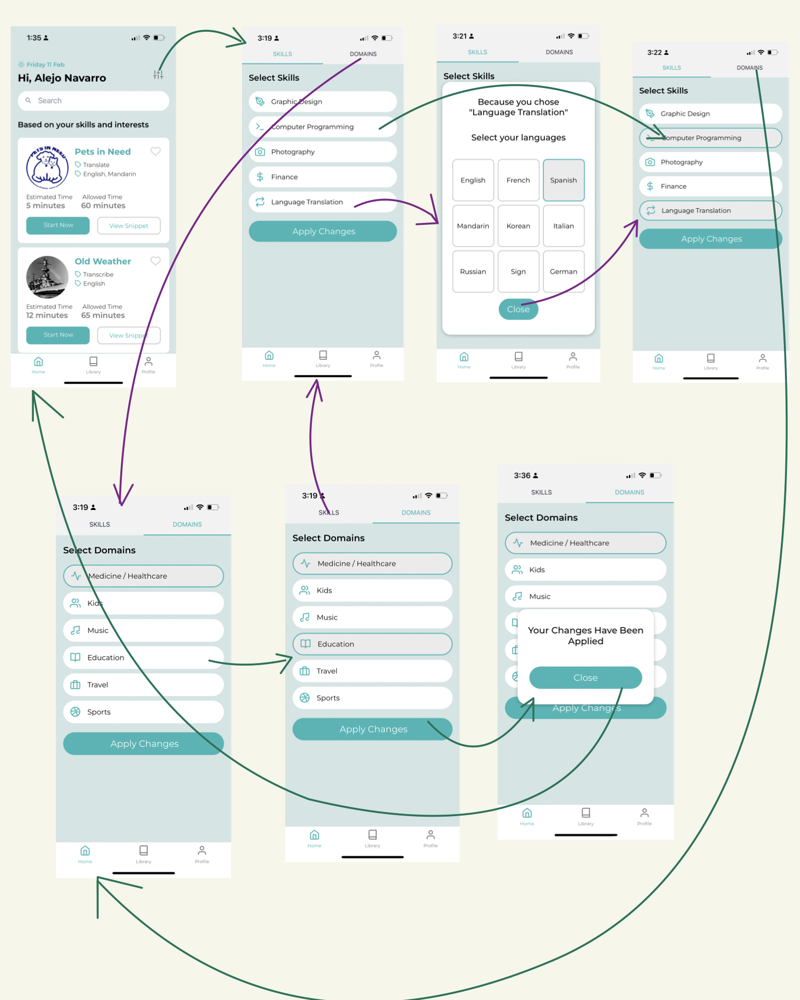 1:35
Friday 11 Feb
Hi, Alejo Navarro
Search
Based on your skills and interests
PETS IN NEED
Pets in Need
Translate
English, Mandarin
Estimated Time Allowed Time
5 minutes 60 minutes
Start Now View Snippet
Old Weather
Transcribe
English
Estimated Time Allowed Time
12 minutes 65 minutes
Start Now View Snippet
Home Library Profile
3:19
SKILLS DOMAINS
Select Skills
Graphic Design
Computer Programming
Photography
Finance
Language Translation
Apply Changes
Home Library Profile
3:21
SKILLS DOMAINS
Select Skills
Because you chose
"Language Translation"
Select your languages
English French Spanish
Mandarin Korean Italian
Russian Sign German
Close
Home Library Profile
3:22
SKILLS DOMAINS
Select Skills
Graphic Design
Computer Programming
Photography
Finance
Language Translation
Apply Changes
Home Library Profile
3:19
SKILLS DOMAINS
Select Domains
Medicine / Healthcare
Kids
Music
Education
Travel
Sports
Apply Changes
Home Library Profile
3:19
SKILLS DOMAINS
Select Domains
Medicine / Healthcare
Kids
Music
Education
Travel
Sports
Apply Changes
Home Library Profile
3:36
SKILLS DOMAINS
Select Domains
Medicine / Healthcare
Kids
Music
Your Changes Have Been
Applied
Close
Apply Changes
Home Library Profile